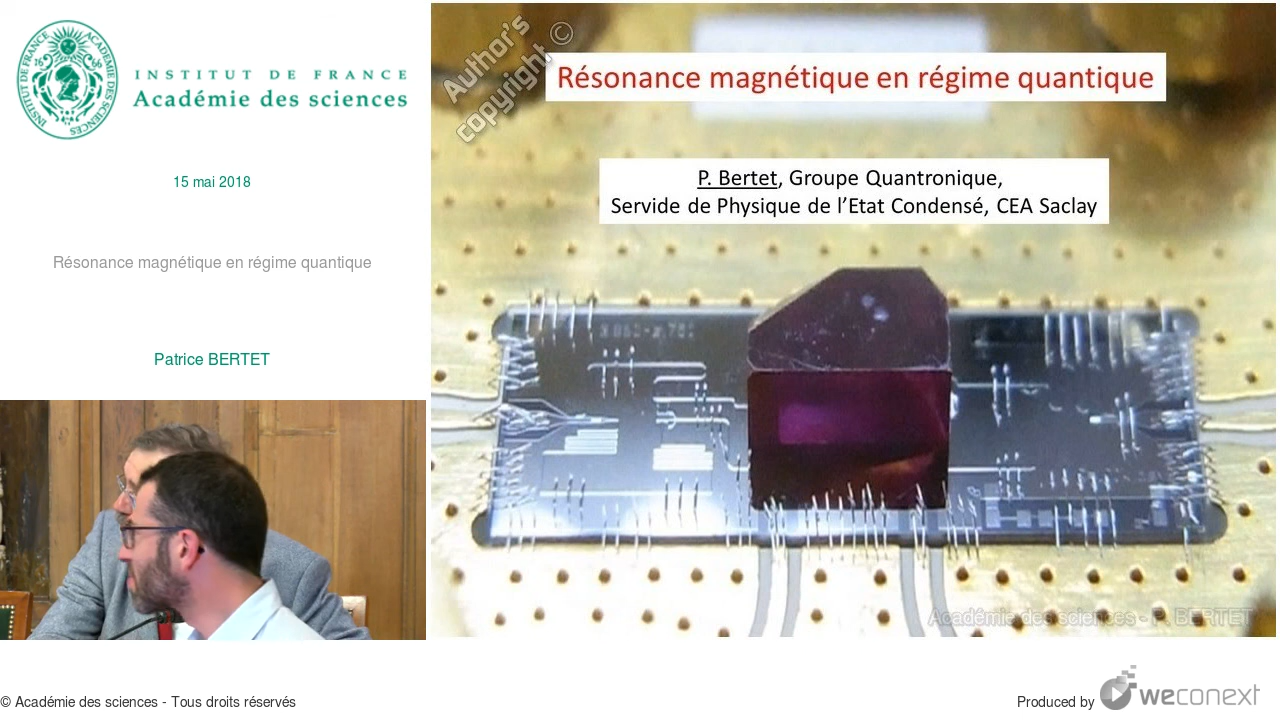 INSTITUT DE FRANCE
Académie des sciences
15 mai 2018
Résonance magnétique en régime quantique
Patrice BERTET
Author's
copyright ©
Résonance magnétique en régime quantique
P. Bertet, Groupe Quantronique,
Servide de Physique de l'Etat Condensé, CEA Saclay
Académie des sciences - P. BERTET
© Académie des sciences - Tous droits réservés
Produced by weconext